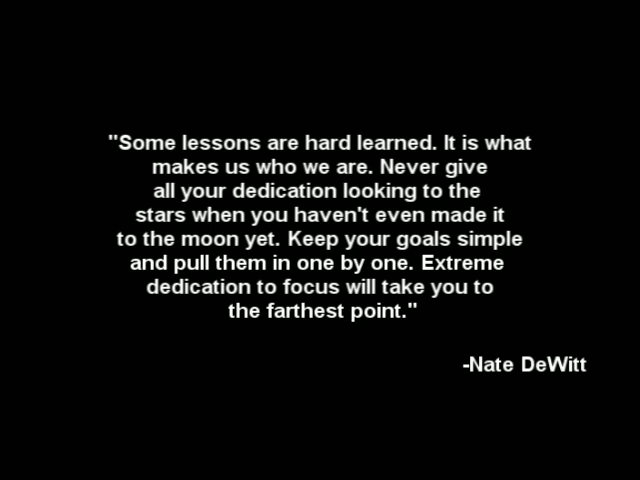 "Some lessons are hard learned. It is what
makes us who we are. Never give
all your dedication looking to the
stars when you haven't even made it
to the moon yet. Keep your goals simple
and pull them in one by one. Extreme
dedication to focus will take you to
the farthest point."
-Nate DeWitt